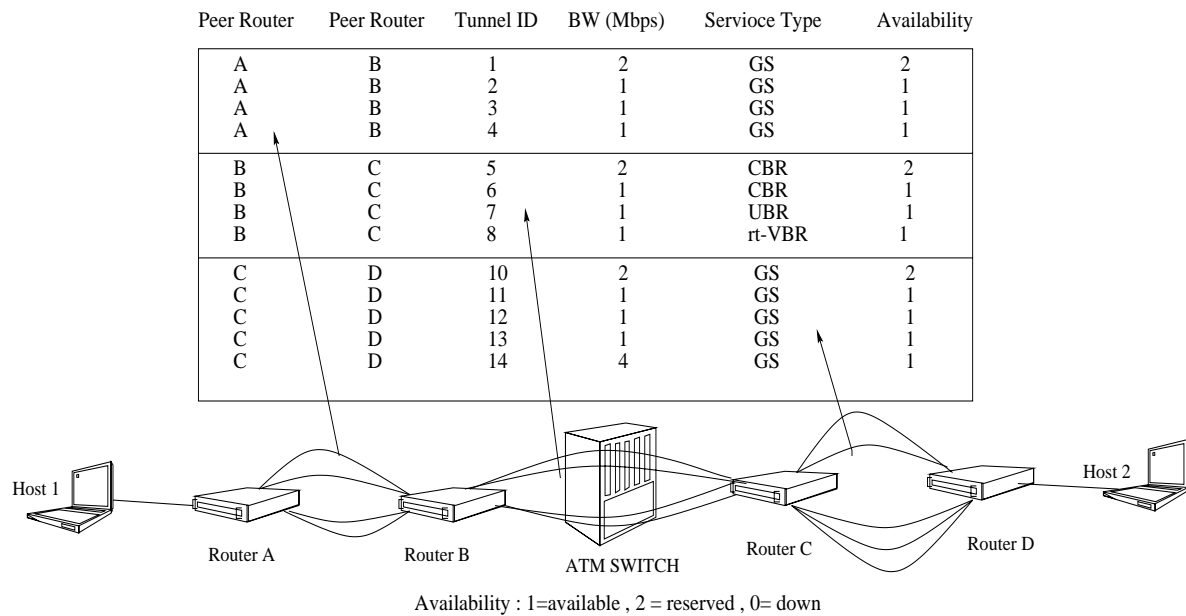 Peer Router Peer Router Tunnel ID BW (Mbps) Servioce Type Availability
A B 1 2 GS 2
A B 2 1 GS 1
A B 3 1 GS 1
A B 4 1 GS 1
B C 5 2 CBR 2
B C 6 1 CBR 1
B C 7 1 UBR 1
B C 8 1 rt-VBR 1
C D 10 2 GS 2
C D 11 1 GS 1
C D 12 1 GS 1
C D 13 1 GS 1
C D 14 4 GS 1
Host 1
Router A
Router B
ATM SWITCH
Router C
Router D
Host 2
Availability : 1=available , 2 = reserved , 0= down